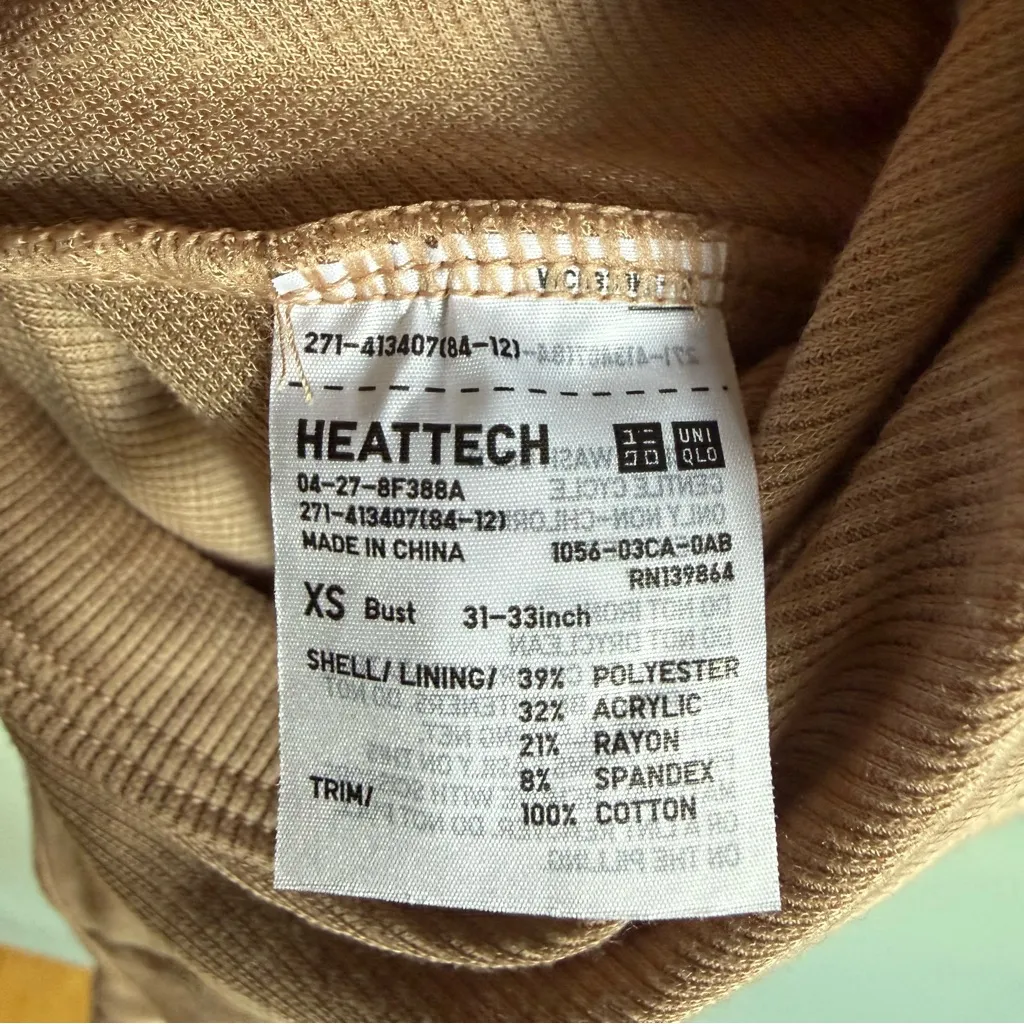 271-413407(84-12)
HEATTECH ユニクロ UNIQLO
04-27-8F388A
271-413407(84-12)
MADE IN CHINA 1056-03CA-0AB
RN139864
XS Bust 31-33inch
SHELL/ LINING/ 39% POLYESTER
32% ACRYLIC
21% RAYON
8% SPANDEX
TRIM/ 100% COTTON